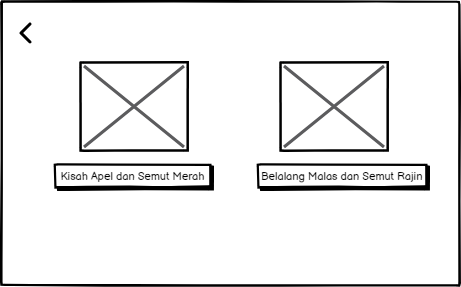 Kisah Apel dan Semut Merah
Belalang Malas dan Semut Rajin